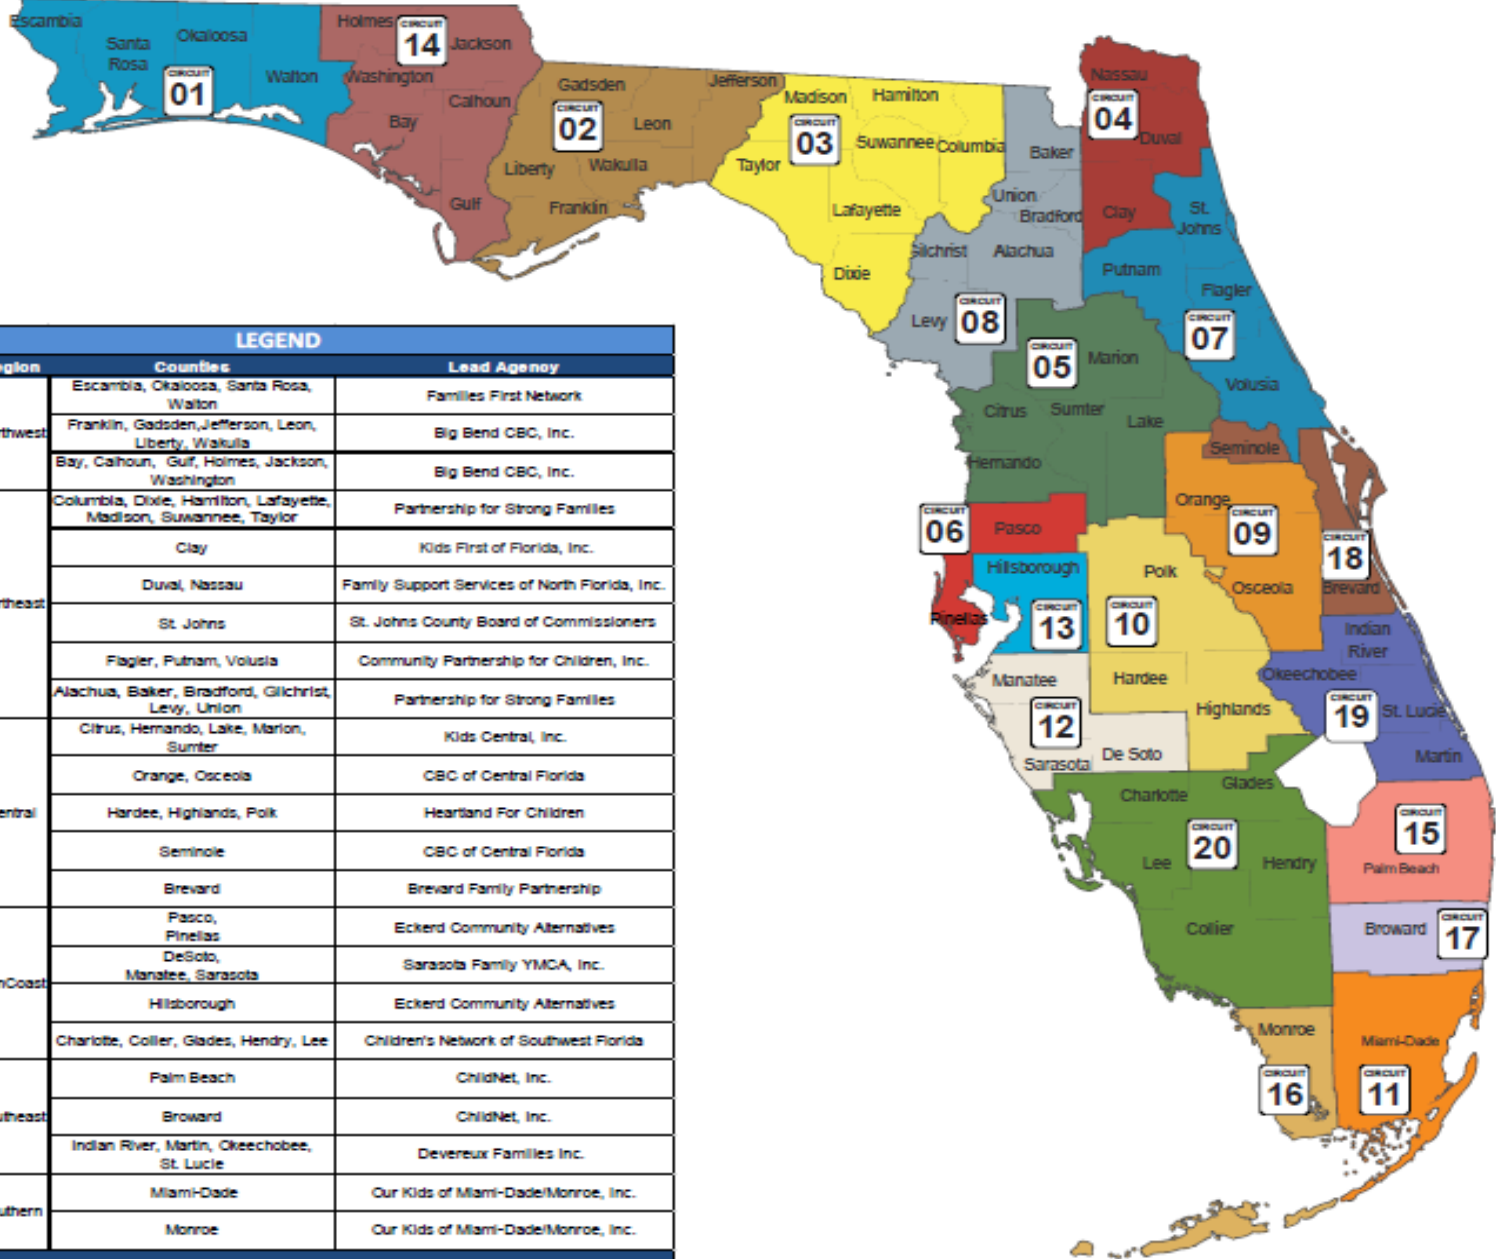 Escambia
Santa
Rosa
Okaloosa
Walton
CIRCUIT
01
Holmes
CIRCUIT
14
Jackson
Washington
Calhoun
Bay
Gulf
Gadsden
Jefferson
CIRCUIT
02
Leon
Liberty
Wakulla
Franklin
Madison
Hamilton
CIRCUIT
03
Suwannee
Columbia
Taylor
Lafayette
Dixie
Nassau
CIRCUIT
04
Duval
Clay
Baker
Union
Bradford
Gilchrist
Alachua
Levy
CIRCUIT
08
St.
Johns
Putnam
Flagler
CIRCUIT
07
Volusia
CIRCUIT
05
Marion
Citrus
Sumter
Lake
Hernando
Seminole
CIRCUIT
06
Pasco
Pinellas
Orange
CIRCUIT
09
Osceola
CIRCUIT
18
Brevard
Hillsborough
CIRCUIT
13
Polk
CIRCUIT
10
Hardee
Highlands
Indian
River
Okeechobee
CIRCUIT
19
St. Lucie
Martin
Manatee
CIRCUIT
12
Sarasota
De Soto
Charlotte
Glades
Lee
CIRCUIT
20
Hendry
Collier
CIRCUIT
15
Palm Beach
Broward
CIRCUIT
17
Monroe
CIRCUIT
16
Miami-Dade
CIRCUIT
11
LEGEND
egion Counties Lead Agency
rthwest
Escambia, Okaloosa, Santa Rosa,
Walton
Families First Network
Franklin, Gadsden,Jefferson, Leon,
Liberty, Wakulla
Big Bend CBC, Inc.
Bay, Calhoun, Gulf, Holmes, Jackson,
Washington
Big Bend CBC, Inc.
rtheast
Columbia, Dixie, Hamilton, Lafayette,
Madison, Suwannee, Taylor
Partnership for Strong Families
Clay Kids First of Florida, Inc.
Duval, Nassau Family Support Services of North Florida, Inc.
St. Johns St. Johns County Board of Commissioners
Flagler, Putnam, Volusia Community Partnership for Children, Inc.
Alachua, Baker, Bradford, Gilchrist,
Levy, Union
Partnership for Strong Families
entral
Citrus, Hernando, Lake, Marion,
Sumter
Kids Central, Inc.
Orange, Osceola CBC of Central Florida
Hardee, Highlands, Polk Heartland For Children
Seminole CBC of Central Florida
Brevard Brevard Family Partnership
nCoast
Pasco,
Pinellas
Eckerd Community Alternatives
DeSoto,
Manatee, Sarasota
Sarasota Family YMCA, Inc.
Hillsborough Eckerd Community Alternatives
Charlotte, Collier, Glades, Hendry, Lee Children's Network of Southwest Florida
utheast
Palm Beach ChildNet, Inc.
Broward ChildNet, Inc.
Indian River, Martin, Okeechobee,
St. Lucie
Devereux Families Inc.
uthern
Miami-Dade Our Kids of Miami-Dade/Monroe, Inc.
Monroe Our Kids of Miami-Dade/Monroe, Inc.